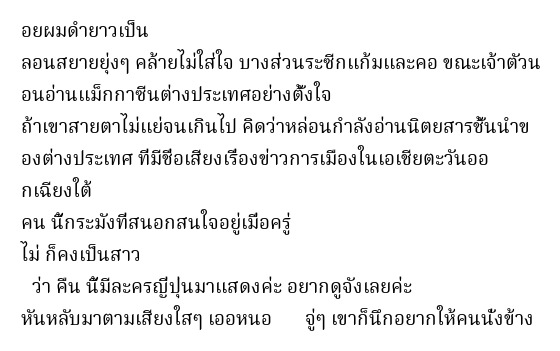 อยผมดำยาวเป็น
ลอนสยายยุ่งๆ คล้ายไม่ใส่ใจ บางส่วนระซีกแก้มและคอ ขณะเจ้าตัวน
อนอ่านแม็กกาซีนต่างประเทศอย่างตั้งใจ
ถ้าเขาสายตาไม่แย่จนเกินไป คิดว่าหล่อนกำลังอ่านนิตยสารชั้นนำข
องต่างประเทศ ที่มีชื่อเสียงเรื่องข่าวการเมืองในเอเชียตะวันออ
กเฉียงใต้
คน นี้กระมังที่สนอกสนใจอยู่เมื่อครู่
ไม่ ก็คงเป็นสาว
ว่า คืน นี้มีละครญี่ปุนมาแสดงค่ะ อยากดูจังเลยค่ะ
หันหลับมาตามเสียงใสๆ เออหนอ จู่ๆ เขาก็นึกอยากให้คนนั่งข้าง